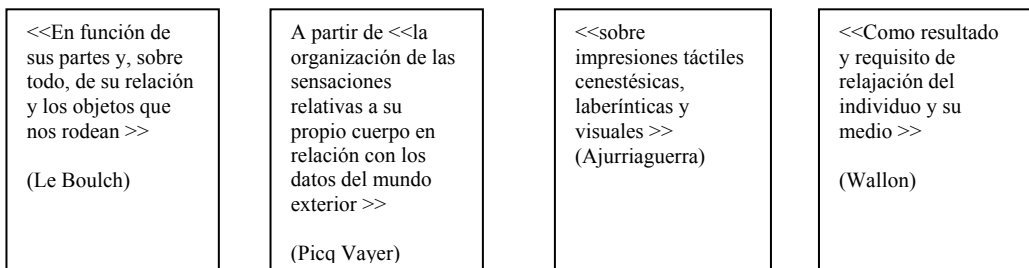 <<En función de
sus partes y, sobre
todo, de su relación
y los objetos que
nos rodean >>
(Le Boulch)
A partir de <<la
organización de las
sensaciones
relativas a su
propio cuerpo en
relación con los
datos del mundo
exterior >>
(Picq Vayer)
<<sobre
impresiones táctiles
cenestésicas,
laberínticas y
visuales >>
(Ajurriaguerra)
<<Como resultado
y requisito de
relajación del
individuo y su
medio >>
(Wallon)